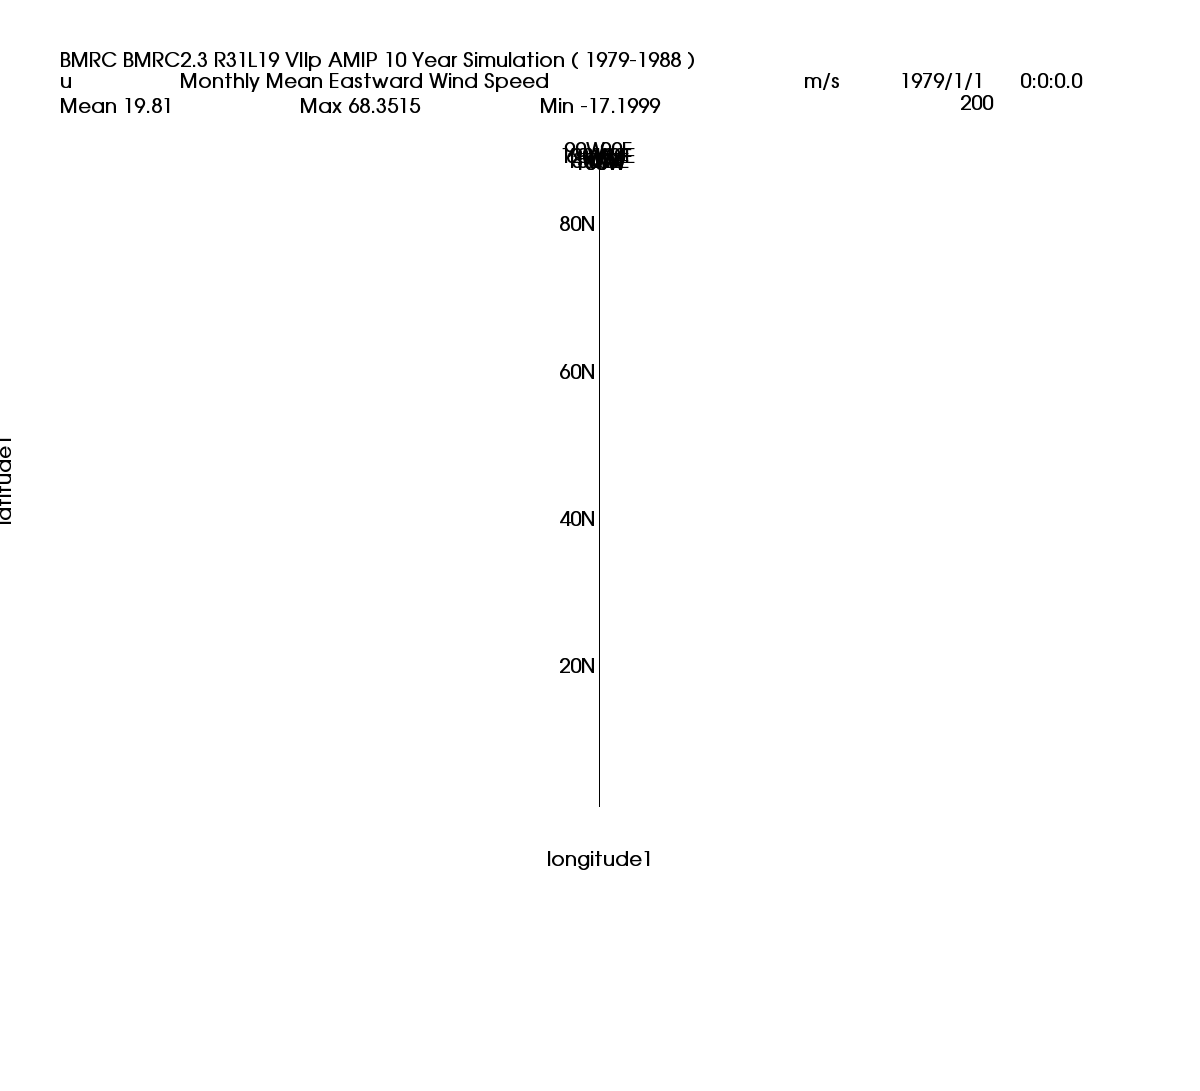 BMRC BMRC2.3 R31L19 VIIp AMIP 10 Year Simulation ( 1979-1988 )
u Monthly Mean Eastward Wind Speed m/s 1979/1/1 0:0:0.0
Mean 19.81 Max 68.3515 Min -17.1999 200
80N
60N
40N
20N
latitude1
longitude1